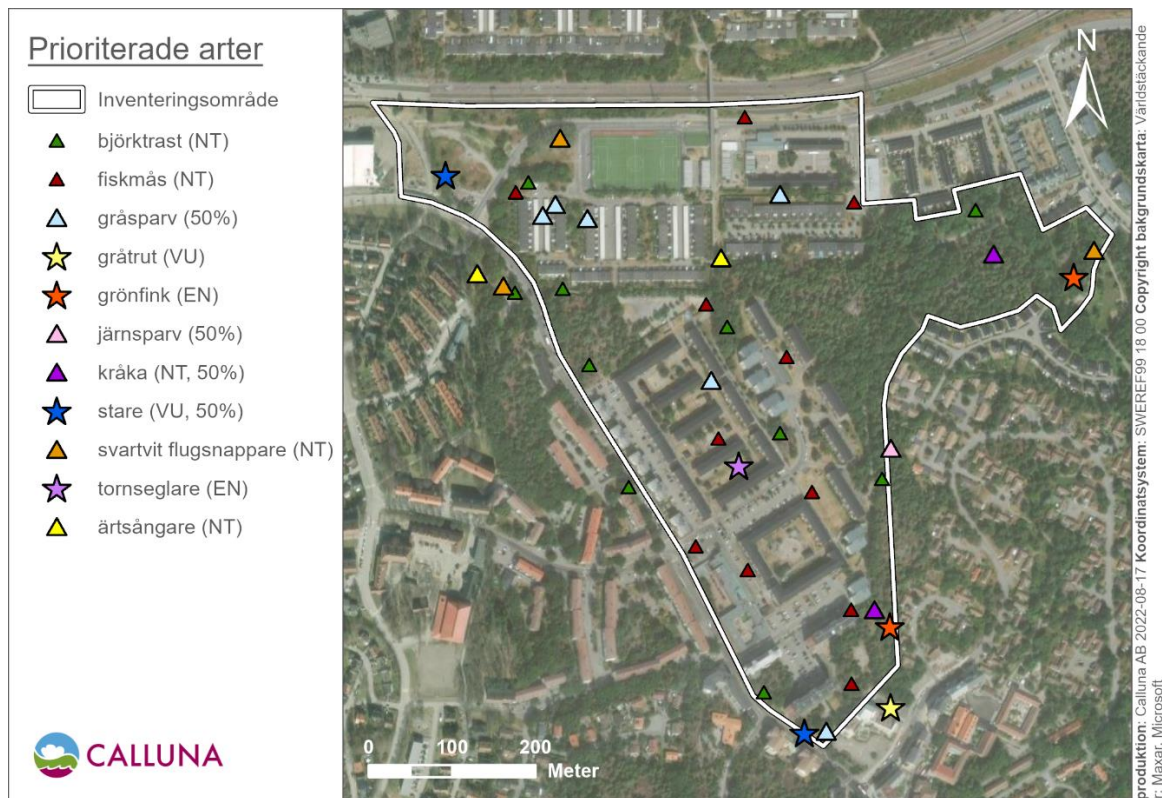 Prioriterade arter
Inventeringsområde
björktrast (NT)
fiskmås (NT)
gråsparv (50%)
gråtrut (VU)
grönfink (EN)
järnsparv (50%)
kråka (NT, 50%)
stare (VU, 50%)
svartvit flugsnappare (NT)
tornseglare (EN)
ärtsångare (NT)
CALLUNA
N
0 100 200
Meter
produktion: Calluna AB 2022-08-17 Koordinatsystem: SWEREF99 18 00 Copyright bakgrundskarta: Världstäckande
r: Maxar, Microsoft